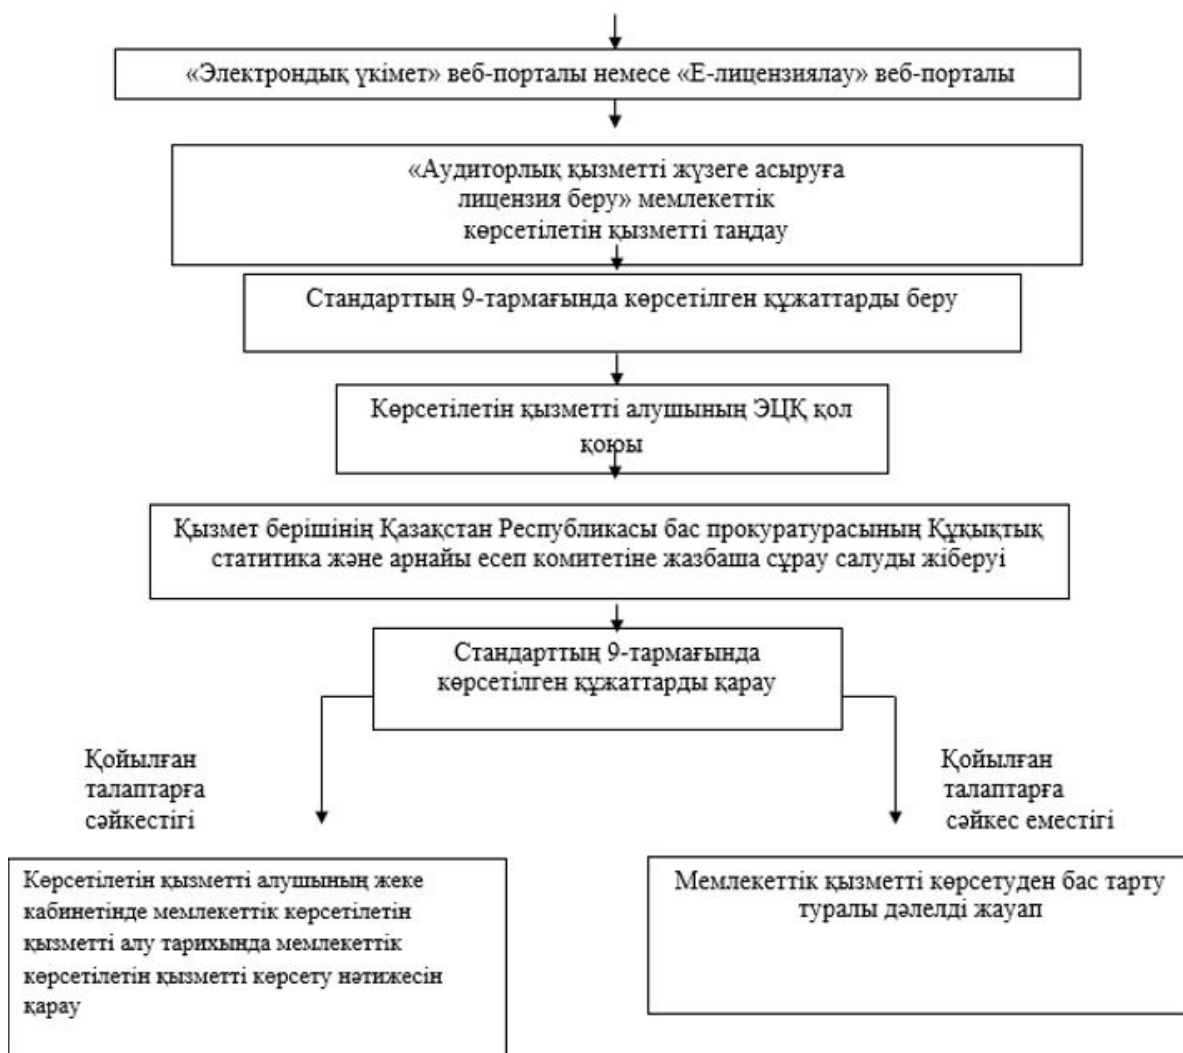 «Электрондық үкімет» веб-порталы немесе «Е-лицензиялау» веб-порталы
«Аудиторлық қызметті жүзеге асыруға
лицензия беру» мемлекеттік
көрсетілетін қызметті таңдау
Стандарттың 9-тармағында көрсетілген құжаттарды беру
Көрсетілетін қызметті алушының ЭЦҚ қол
қоюы
Қызмет берішінің Қазақстан Республикасы бас прокуратурасының Құқықтық
статитика және арнайы есеп комитетіне жазбаша сұрау салуды жіберуі
Стандарттың 9-тармағында
көрсетілген құжаттарды қарау
Қойылған
талаптарға
сәйкестігі
Қойылған
талаптарға
сәйкес еместігі
Көрсетілетін қызметті алушының жеке
кабинетінде мемлекеттік көрсетілетін
қызметті алу тарихында мемлекеттік
көрсетілетін қызметті көрсету нәтижесін
қарау
Мемлекеттік қызметті көрсетуден бас тарту
туралы дәлелді жауап